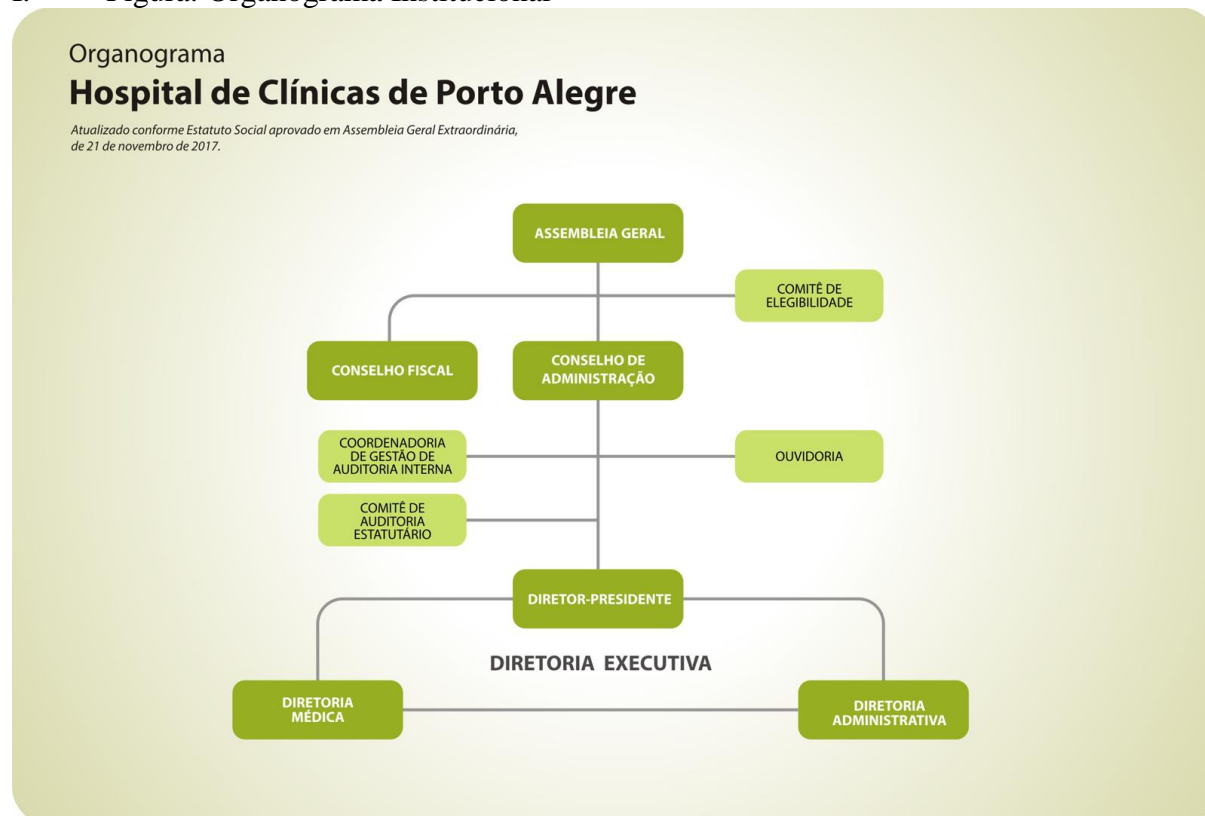 Figura: Organograma Institucional
Organograma
Hospital de Clínicas de Porto Alegre
Atualizado conforme Estatuto Social aprovado em Assembleia Geral Extraordinária,
de 21 de novembro de 2017.
ASSEMBLEIA GERAL
COMITÊ DE
ELEGIBILIDADE
CONSELHO FISCAL
CONSELHO DE
ADMINISTRAÇÃO
COORDENADORIA
DE GESTÃO DE
AUDITORIA INTERNA
OUVIDORIA
COMITÊ DE
AUDITORIA
ESTATUTÁRIO
DIRETOR-PRESIDENTE
DIRETORIA EXECUTIVA
DIRETORIA
MÉDICA
DIRETORIA
ADMINISTRATIVA